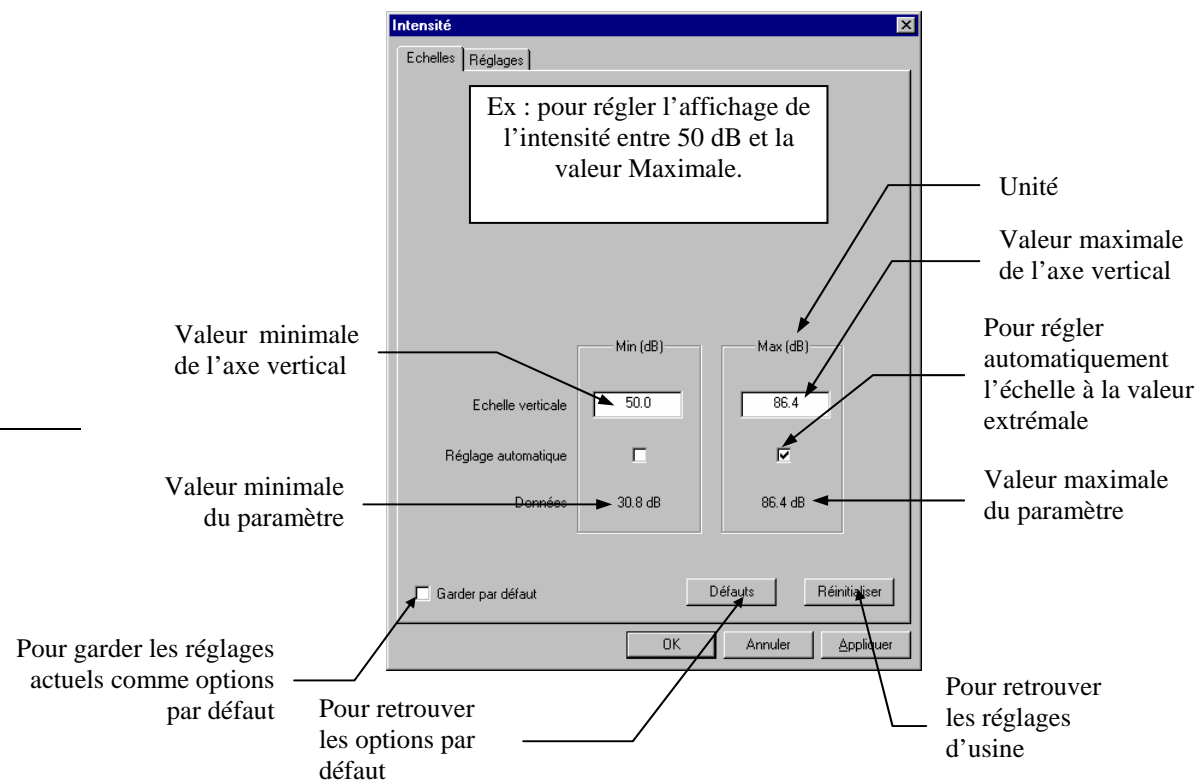 Intensité
Echelles Réglages
Ex : pour régler l’affichage de
l’intensité entre 50 dB et la
valeur Maximale.
Unité
Valeur maximale
de l’axe vertical
Valeur minimale
de l’axe vertical
Pour régler
automatiquement
l’échelle à la valeur
extrémale
Min (dB) Max (dB)
Echelle verticale 50.0 86.4
Réglage automatique
Données 30.8 dB 86.4 dB
Valeur minimale
du paramètre
Valeur maximale
du paramètre
Garder par défaut Défauts Réinitialiser
OK Annuler Appliquer
Pour garder les réglages
actuels comme options
par défaut
Pour retrouver
les options par
défaut
Pour retrouver
les réglages
d’usine